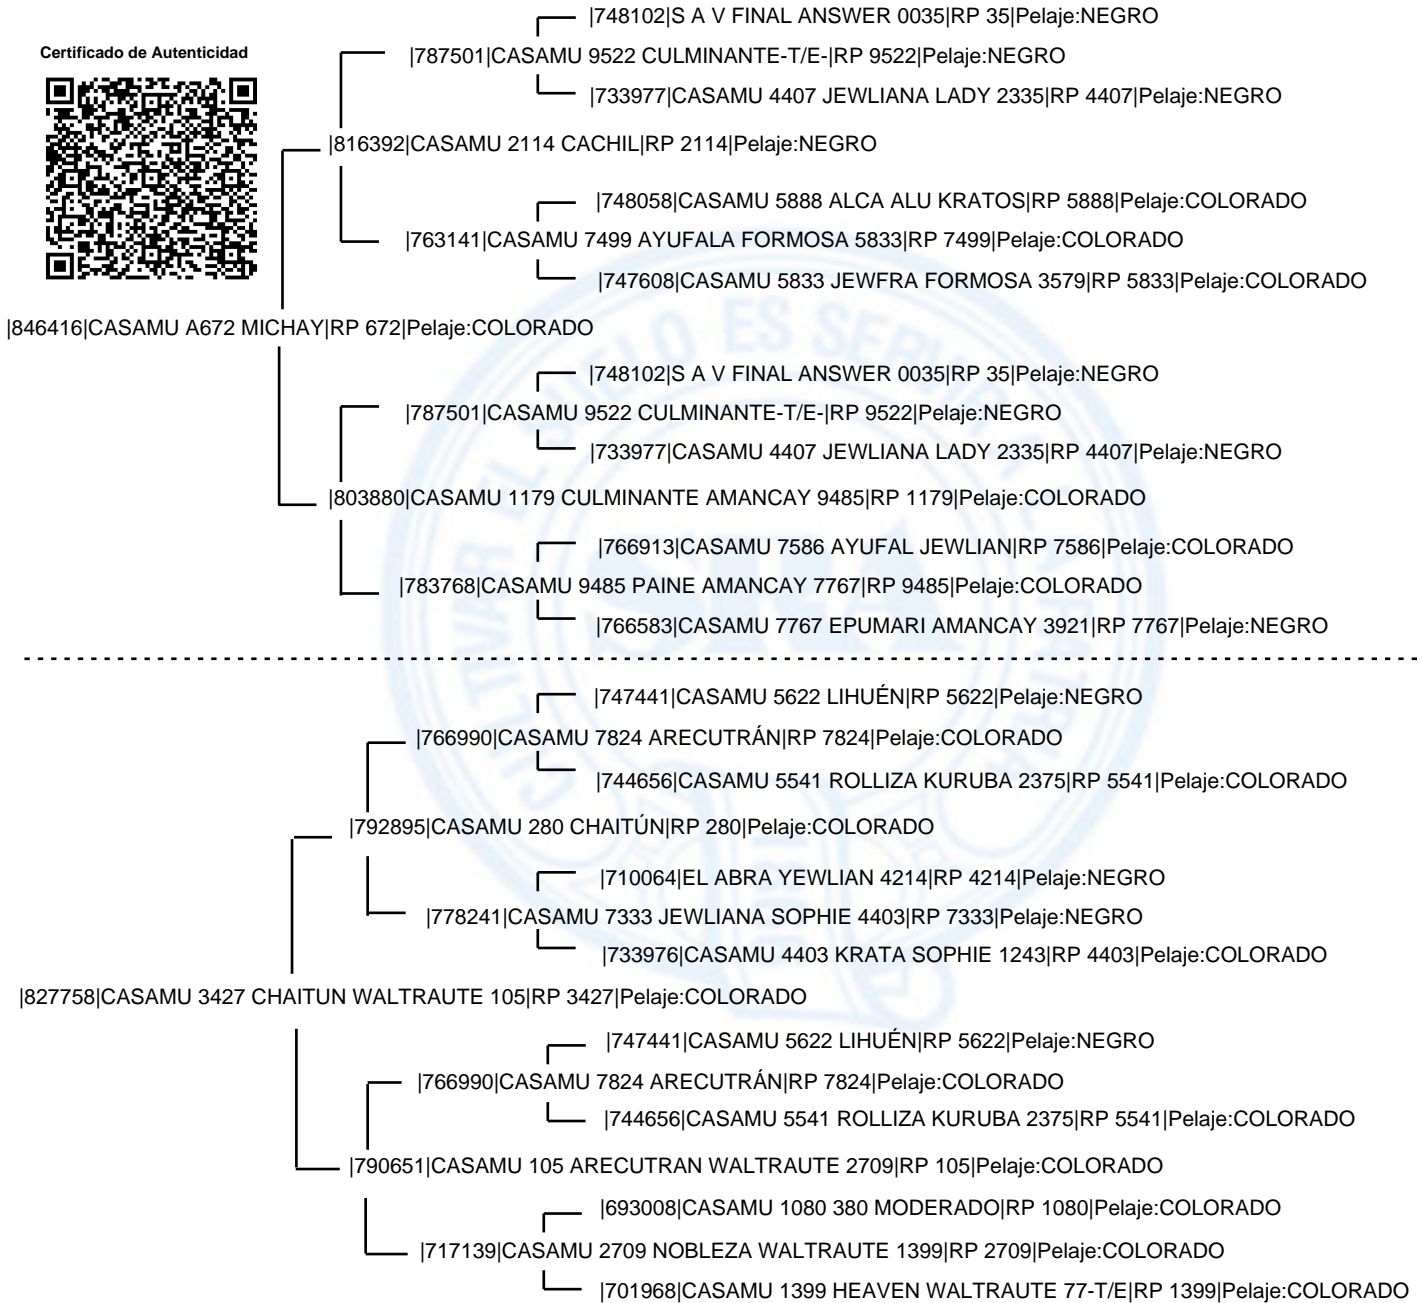 |748102|S A V FINAL ANSWER 0035|RP 35|Pelaje:NEGRO
Certificado de Autenticidad
|787501|CASAMU 9522 CULMINANTE-T/E-|RP 9522|Pelaje:NEGRO
|733977|CASAMU 4407 JEWLIANA LADY 2335|RP 4407|Pelaje:NEGRO
|816392|CASAMU 2114 CACHIL|RP 2114|Pelaje:NEGRO
|748058|CASAMU 5888 ALCA ALU KRATOS|RP 5888|Pelaje:COLORADO
|763141|CASAMU 7499 AYUFALA FORMOSA 5833|RP 7499|Pelaje:COLORADO
|747608|CASAMU 5833 JEWFRA FORMOSA 3579|RP 5833|Pelaje:COLORADO
|846416|CASAMU A672 MICHAY|RP 672|Pelaje:COLORADO
|748102|S A V FINAL ANSWER 0035|RP 35|Pelaje:NEGRO
|787501|CASAMU 9522 CULMINANTE-T/E-|RP 9522|Pelaje:NEGRO
|733977|CASAMU 4407 JEWLIANA LADY 2335|RP 4407|Pelaje:NEGRO
|803880|CASAMU 1179 CULMINANTE AMANCAY 9485|RP 1179|Pelaje:COLORADO
|766913|CASAMU 7586 AYUFAL JEWLIAN|RP 7586|Pelaje:COLORADO
|783768|CASAMU 9485 PAINE AMANCAY 7767|RP 9485|Pelaje:COLORADO
|766583|CASAMU 7767 EPUMARI AMANCAY 3921|RP 7767|Pelaje:NEGRO
|747441|CASAMU 5622 LIHUÉN|RP 5622|Pelaje:NEGRO
|766990|CASAMU 7824 ARECUTRÁN|RP 7824|Pelaje:COLORADO
|744656|CASAMU 5541 ROLLIZA KURUBA 2375|RP 5541|Pelaje:COLORADO
|792895|CASAMU 280 CHAITÚN|RP 280|Pelaje:COLORADO
|710064|EL ABRA YEWLIAN 4214|RP 4214|Pelaje:NEGRO
|778241|CASAMU 7333 JEWLIANA SOPHIE 4403|RP 7333|Pelaje:NEGRO
|733976|CASAMU 4403 KRATA SOPHIE 1243|RP 4403|Pelaje:COLORADO
|827758|CASAMU 3427 CHAITUN WALTRAUTE 105|RP 3427|Pelaje:COLORADO
|747441|CASAMU 5622 LIHUÉN|RP 5622|Pelaje:NEGRO
|766990|CASAMU 7824 ARECUTRÁN|RP 7824|Pelaje:COLORADO
|744656|CASAMU 5541 ROLLIZA KURUBA 2375|RP 5541|Pelaje:COLORADO
|790651|CASAMU 105 ARECUTRAN WALTRAUTE 2709|RP 105|Pelaje:COLORADO
|693008|CASAMU 1080 380 MODERADO|RP 1080|Pelaje:COLORADO
|717139|CASAMU 2709 NOBLEZA WALTRAUTE 1399|RP 2709|Pelaje:COLORADO
|701968|CASAMU 1399 HEAVEN WALTRAUTE 77-T/E|RP 1399|Pelaje:COLORADO
CULTIVAR EL SUELO ES SERVIR A LA PATRIA
SRA
1866